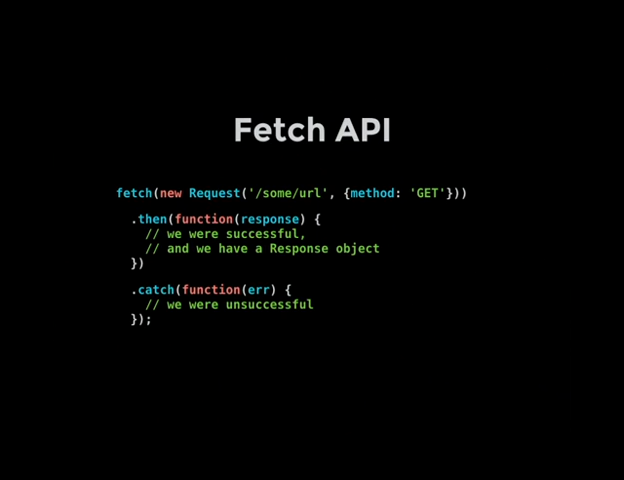 Fetch API
fetch(new Request('/some/url', {method: 'GET'}))
.then(function(response) {
// we were successful,
// and we have a Response object
})
.catch(function(err) {
// we were unsuccessful
});